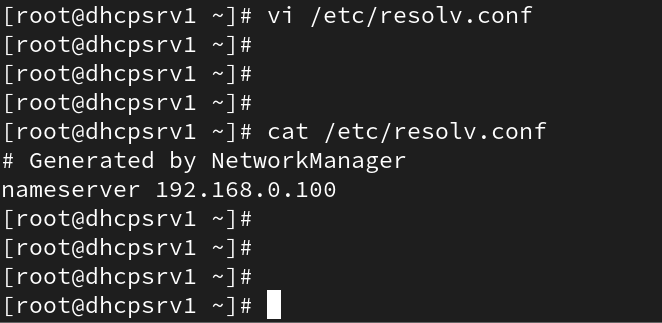 [root@dhcpsrv1 ~]# vi /etc/resolv.conf
[root@dhcpsrv1 ~]#
[root@dhcpsrv1 ~]#
[root@dhcpsrv1 ~]#
[root@dhcpsrv1 ~]# cat /etc/resolv.conf
# Generated by NetworkManager
nameserver 192.168.0.100
[root@dhcpsrv1 ~]#
[root@dhcpsrv1 ~]#
[root@dhcpsrv1 ~]#
[root@dhcpsrv1 ~]#